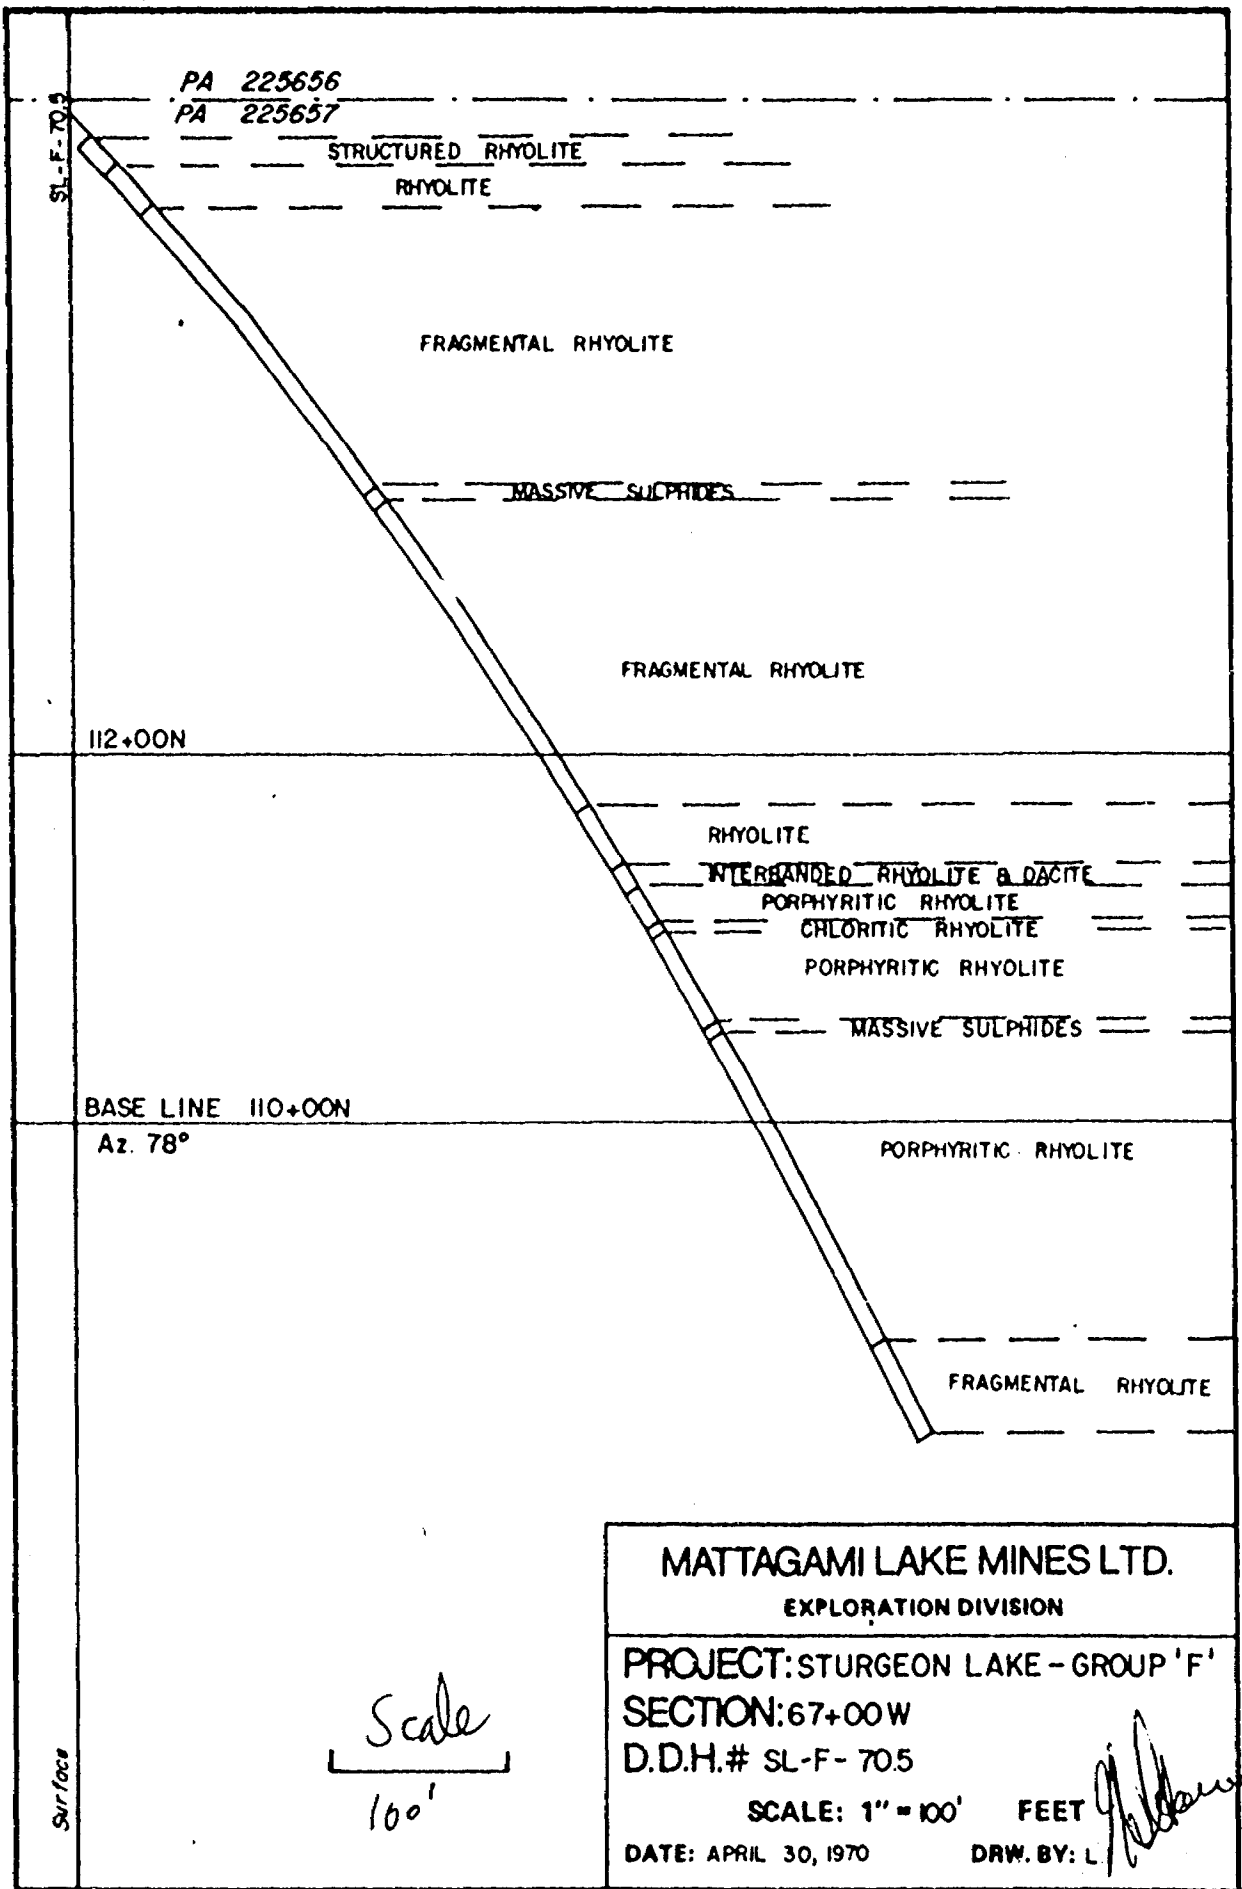 PA 225656
PA 225657
SL-F-70.5
STRUCTURED RHYOLITE
RHYOLITE
FRAGMENTAL RHYOLITE
MASSIVE SULPHIDES
FRAGMENTAL RHYOLITE
112+00N
RHYOLITE
INTERBANDED RHYOLITE & DACITE
PORPHYRITIC RHYOLITE
CHLORITIC RHYOLITE
PORPHYRITIC RHYOLITE
MASSIVE SULPHIDES
BASE LINE 110+00N
Az. 78°
PORPHYRITIC RHYOLITE
FRAGMENTAL RHYOLITE
Surface
Scale
100'
MATTAGAMI LAKE MINES LTD.
EXPLORATION DIVISION
PROJECT: STURGEON LAKE - GROUP 'F'
SECTION: 67+00W
D.D.H.# SL-F-70.5
SCALE: 1" = 100' FEET
DATE: APRIL 30, 1970 DRW. BY: L